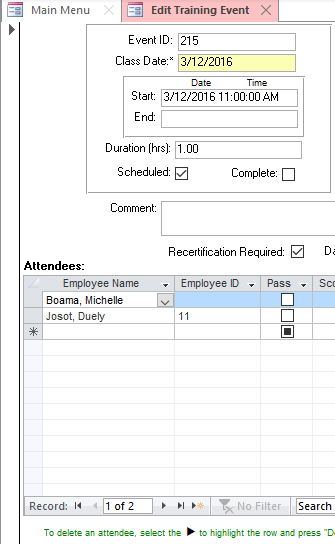 Main Menu Edit Training Event
Event ID: 215
Class Date:* 3/12/2016
Date Time
Start: 3/12/2016 11:00:00 AM
End:
Duration (hrs): 1.00
Scheduled: Complete:
Comment:
Recertification Required: Da
Attendees:
Employee Name Employee ID Pass Sco
Boama, Michelle
Josot, Duely 11
Record: 1 of 2 No Filter Search
To delete an attendee, select the ▶ to highlight the row and press "De